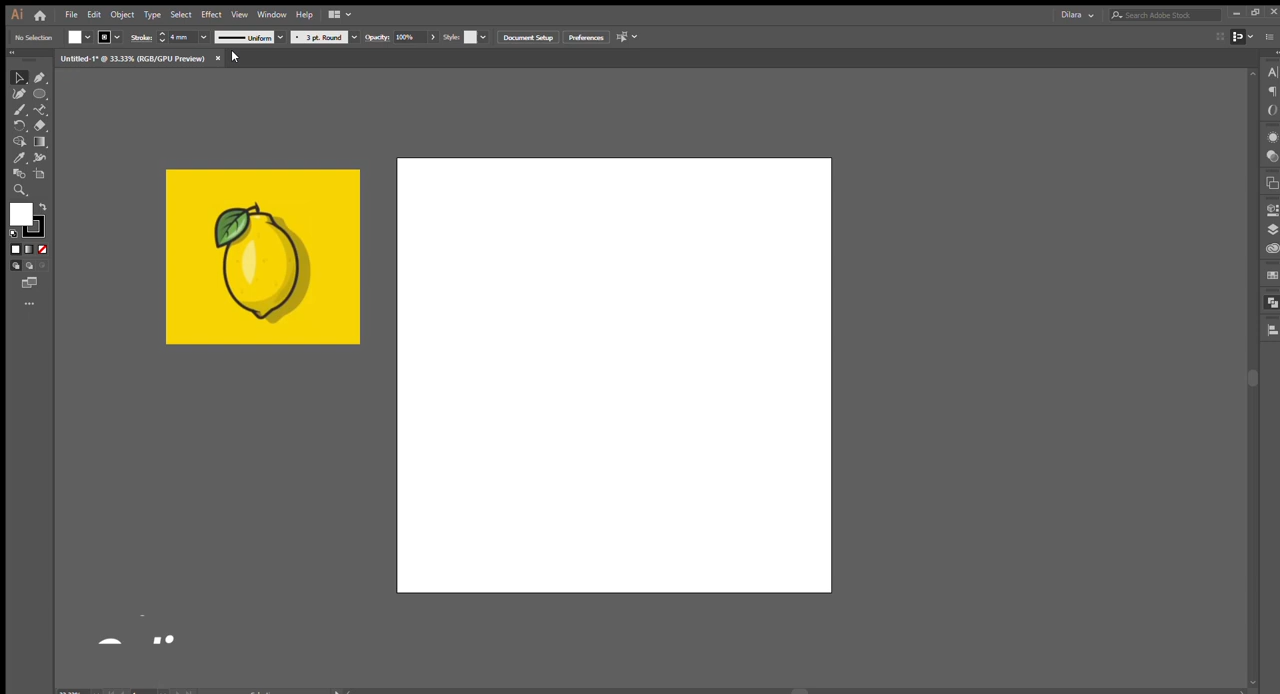 Ai File Edit Object Type Select Effect View Window Help Dilara Search Adobe Stock
No Selection Stroke: 4 mm Uniform 3 pt. Round Opacity: 100% Style: Document Setup Preferences
Untitled-1* @ 33.33% (RGB/GPU Preview) ×